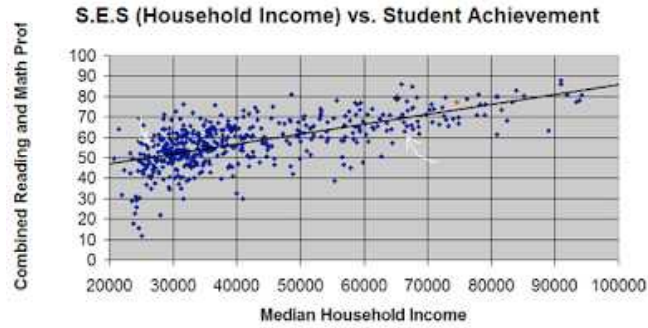 S.E.S (Household Income) vs. Student Achievement
Combined Reading and Math Prof
100
90
80
70
60
50
40
30
20
10
0
20000 30000 40000 50000 60000 70000 80000 90000 100000
Median Household Income